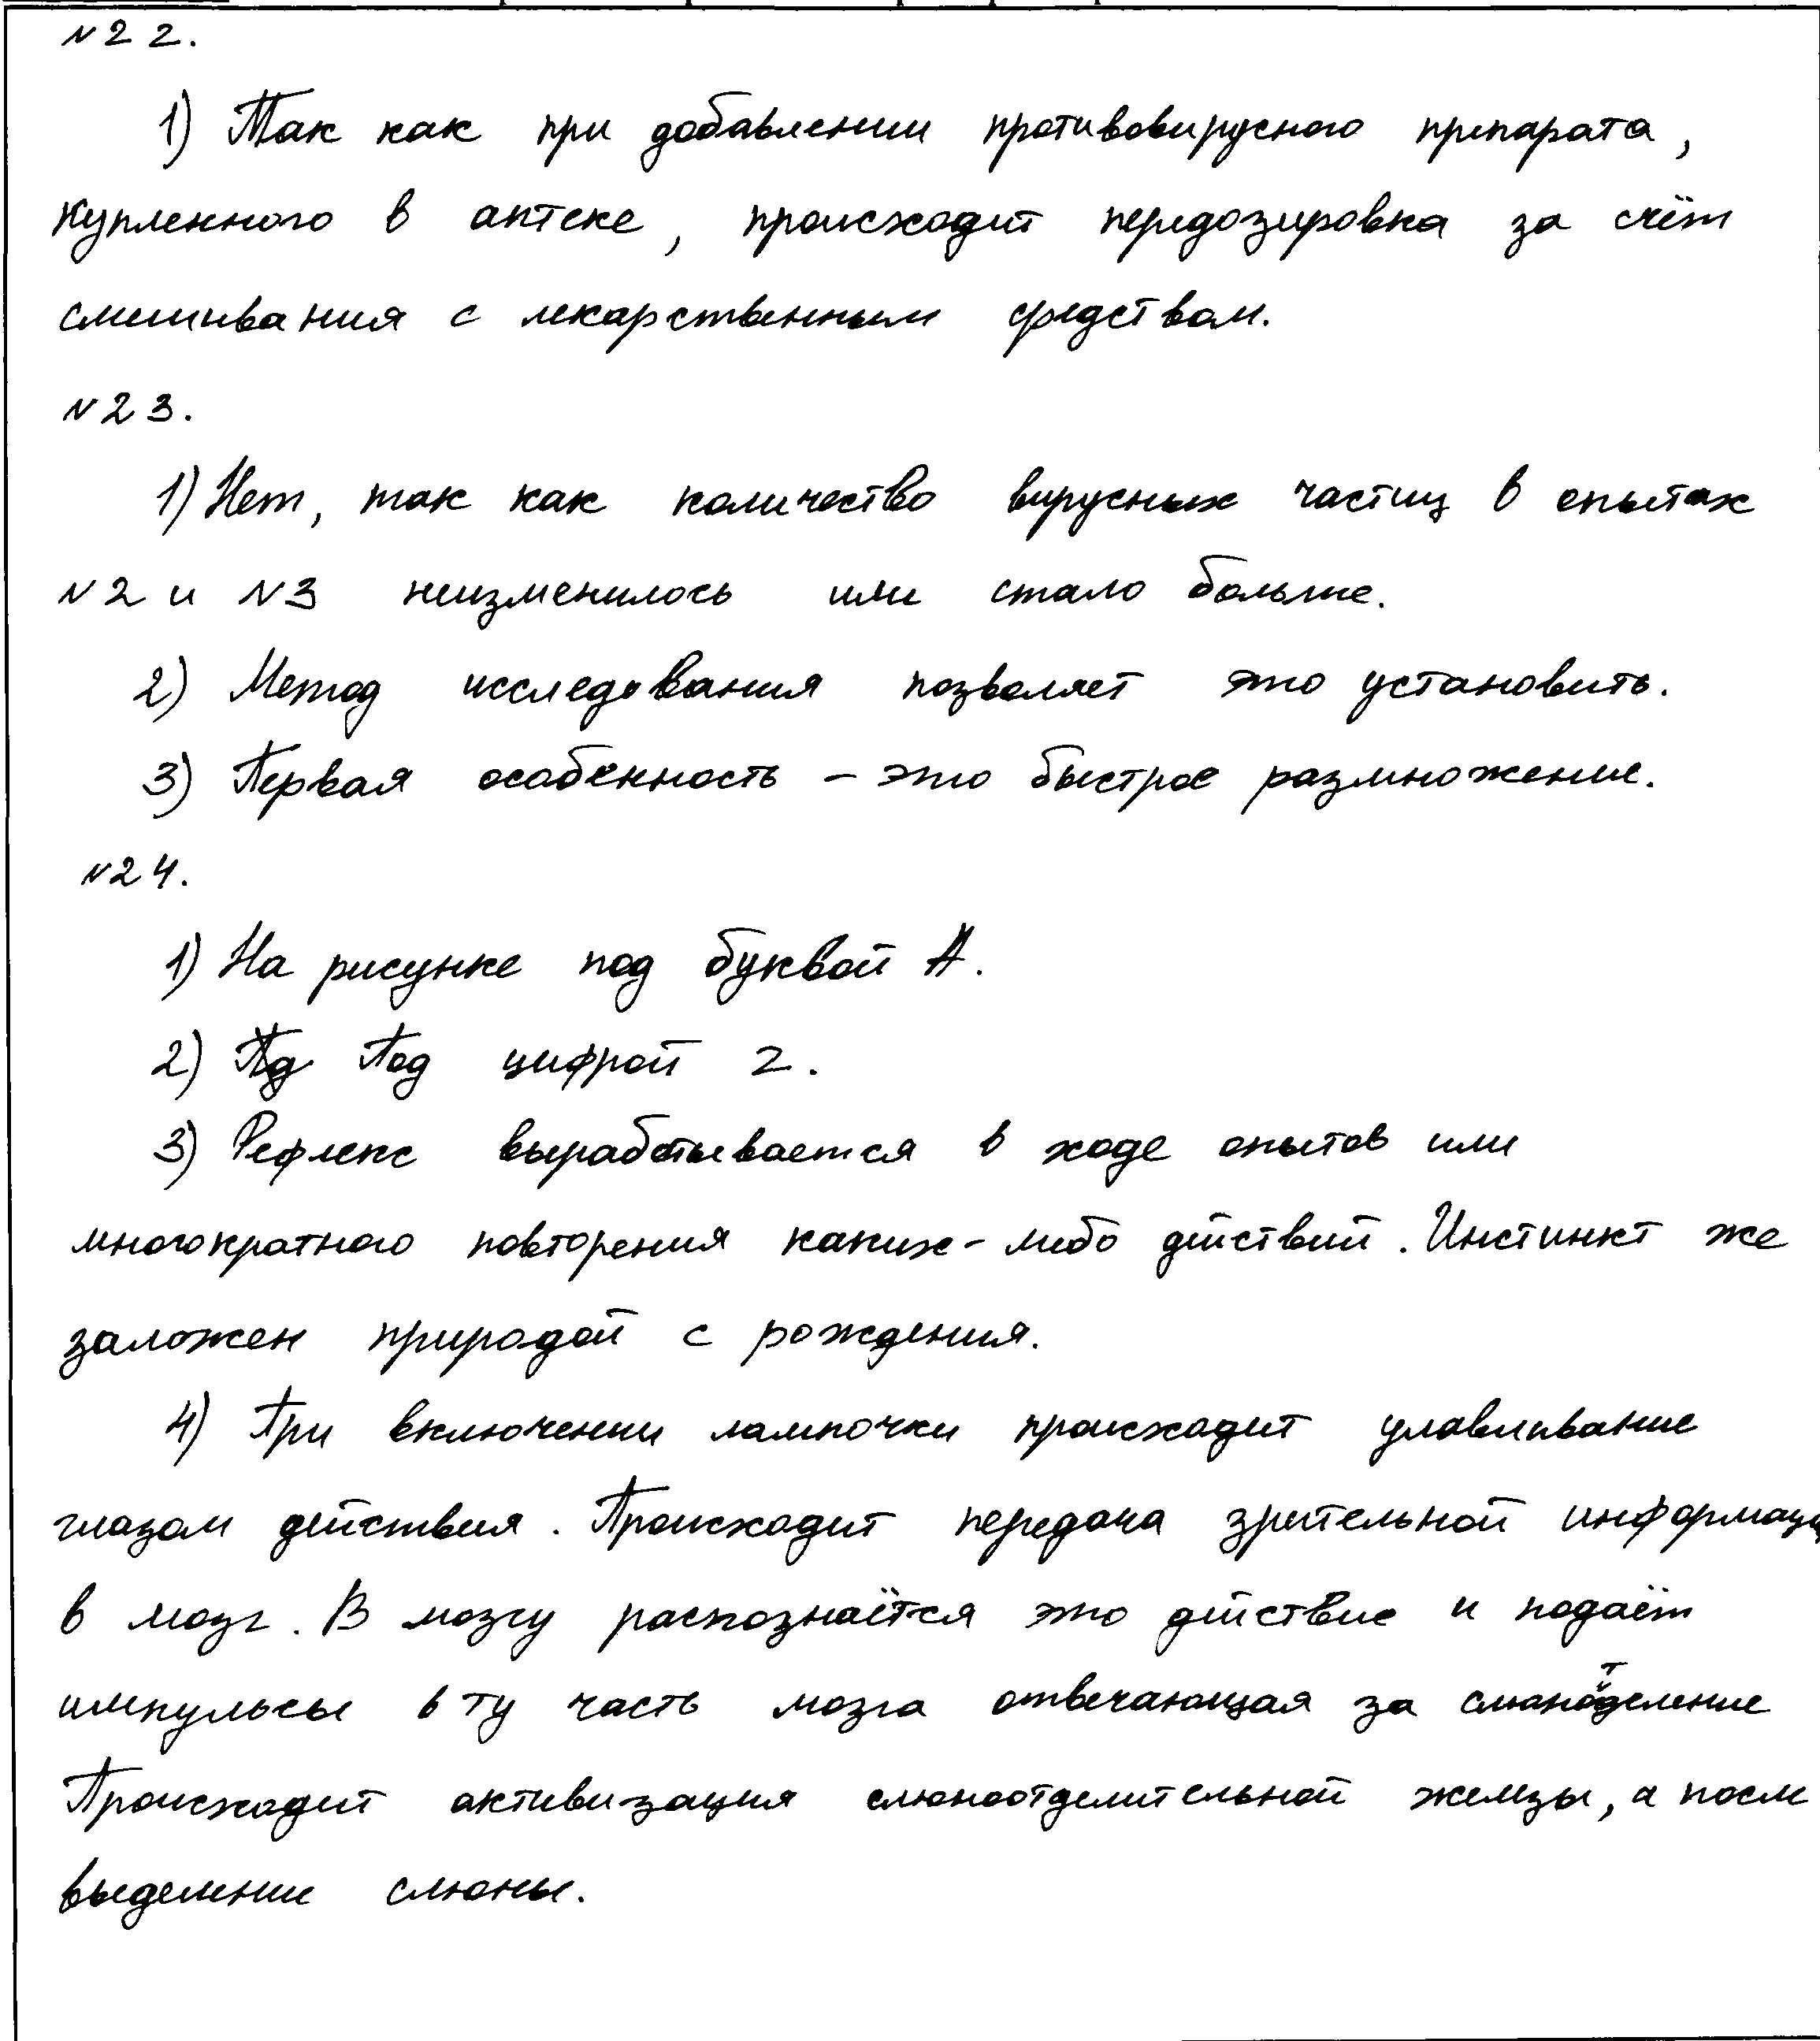 №22.
1) Так как при добавлении противовирусного препарата,
купленного в аптеке, происходит передозировка за счёт
смешивания с лекарственным средством.
№23.
1) Нет, так как количество вирусных частиц в опытах
№2 и №3 неизменилось или стало больше.
2) Метод исследования позволяет это установить.
3) Первая особенность – это быстрое размножение.
№24.
1) На рисунке под буквой А.
2) Под цифрой 2.
3) Рефлекс вырабатывается в ходе опытов или
многократного повторения каких-либо действий. Инстинкт же
заложен природой с рождения.
4) При включении лампочки происходит улавливание
глазом действия. Происходит передача зрительной информаци
в мозг. В мозгу распознаётся это действие и подаёт
импульсы в ту часть мозга отвечающая за слюноотделение
Происходит активизация слюноотделительной железы, а после
выделение слюны.